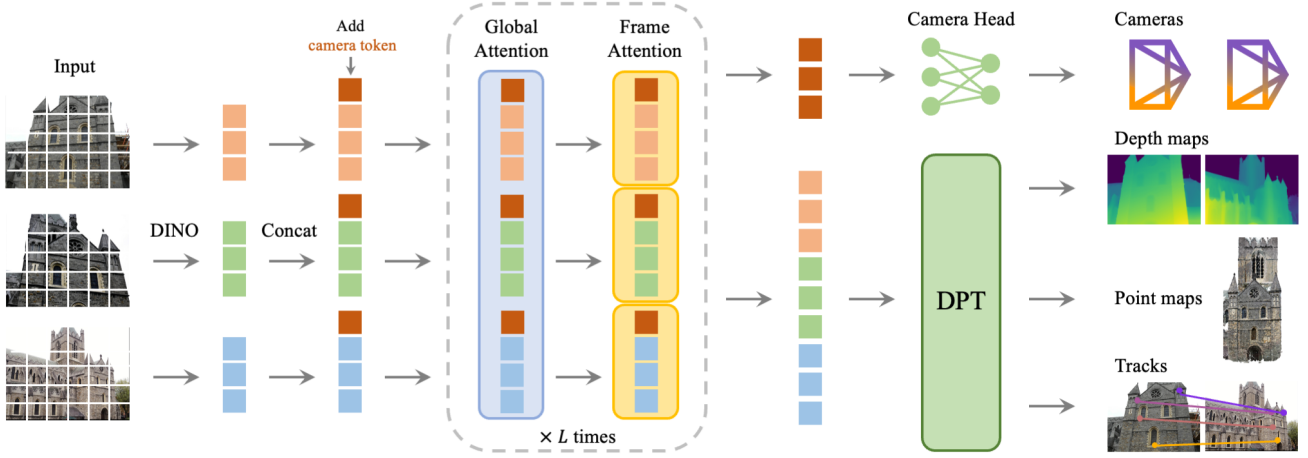 Input
DINO
Concat
Add
camera token
Global
Attention
Frame
Attention
× L times
Camera Head
DPT
Cameras
Depth maps
Point maps
Tracks